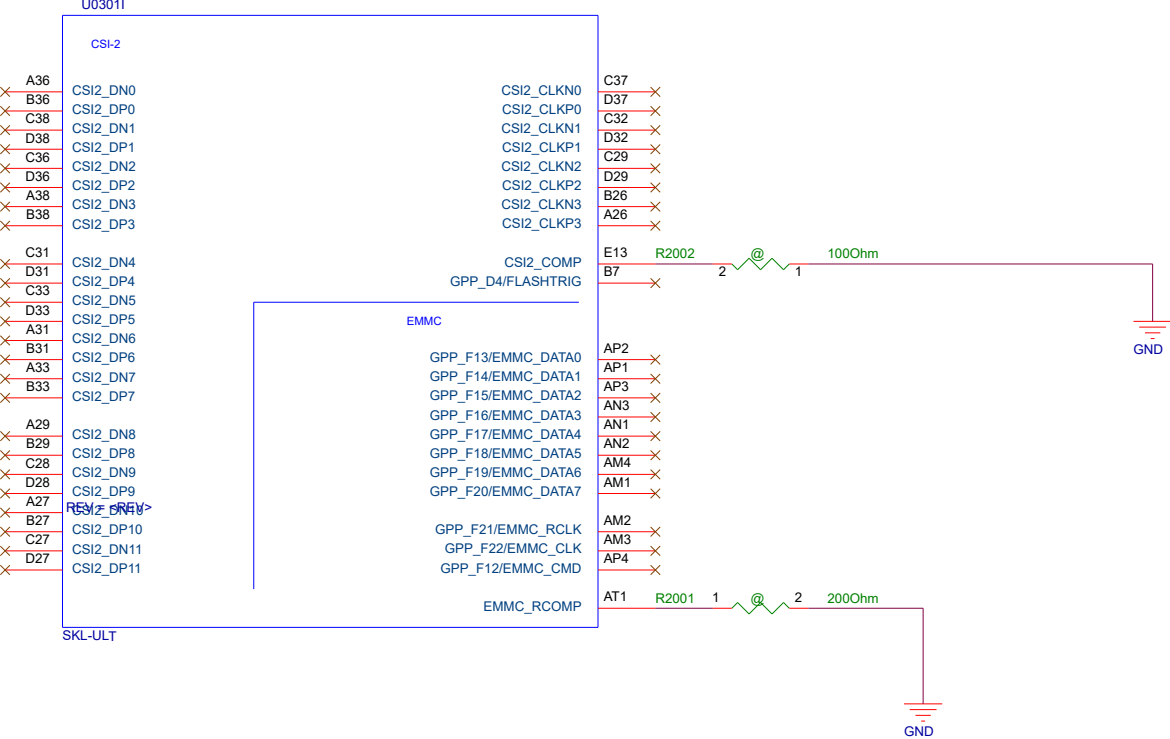 U0301I
CSI-2
A36 CSI2_DN0 CSI2_CLKN0 C37
B36 CSI2_DP0 CSI2_CLKP0 D37
C38 CSI2_DN1 CSI2_CLKN1 C32
D38 CSI2_DP1 CSI2_CLKP1 D32
C36 CSI2_DN2 CSI2_CLKN2 C29
D36 CSI2_DP2 CSI2_CLKP2 D29
A38 CSI2_DN3 CSI2_CLKN3 B26
B38 CSI2_DP3 CSI2_CLKP3 A26
C31 CSI2_DN4 CSI2_COMP E13 R2002 2 @ 1 100Ohm
D31 CSI2_DP4 GPP_D4/FLASHTRIG B7
C33 CSI2_DN5
D33 CSI2_DP5 EMMC
A31 CSI2_DN6
GND
B31 CSI2_DP6 GPP_F13/EMMC_DATA0 AP2
A33 CSI2_DN7 GPP_F14/EMMC_DATA1 AP1
B33 CSI2_DP7 GPP_F15/EMMC_DATA2 AP3
GPP_F16/EMMC_DATA3 AN3
A29 CSI2_DN8 GPP_F17/EMMC_DATA4 AN1
B29 CSI2_DP8 GPP_F18/EMMC_DATA5 AN2
C28 CSI2_DN9 GPP_F19/EMMC_DATA6 AM4
D28 CSI2_DP9 GPP_F20/EMMC_DATA7 AM1
A27 CSI2_DN10
REV = <REV>
B27 CSI2_DP10 GPP_F21/EMMC_RCLK AM2
C27 CSI2_DN11 GPP_F22/EMMC_CLK AM3
D27 CSI2_DP11 GPP_F12/EMMC_CMD AP4
EMMC_RCOMP AT1 R2001 1 @ 2 200Ohm
SKL-ULT
GND